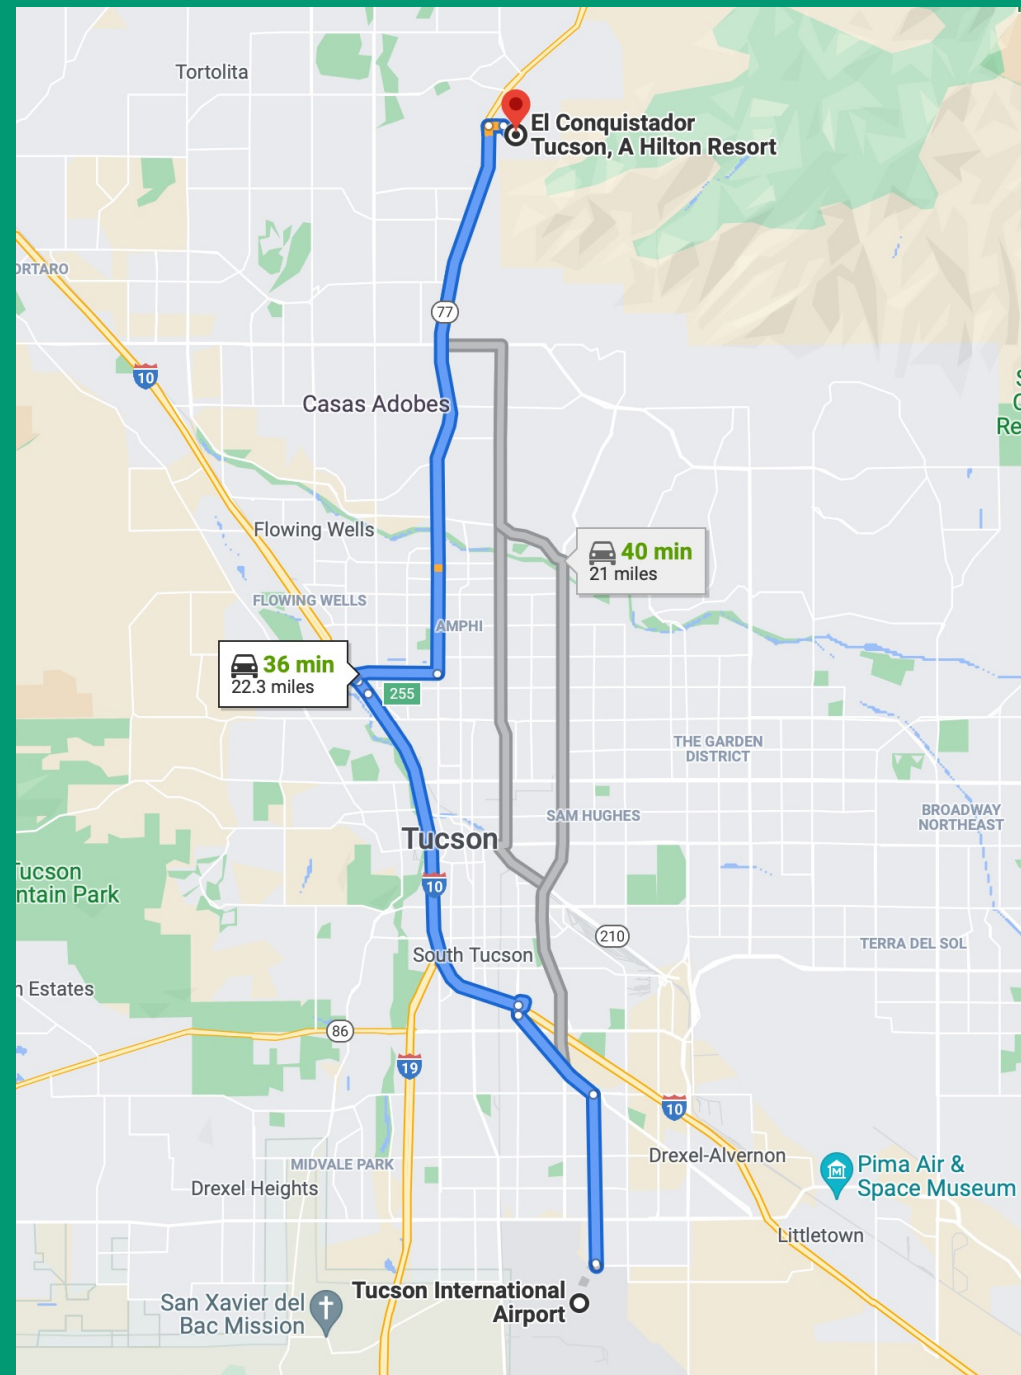 Tortolita
El Conquistador
Tucson, A Hilton Resort
ORTARO
77
10
Casas Adobes
Re
Flowing Wells
40 min
21 miles
FLOWING WELLS
AMPHI
36 min
22.3 miles
255
THE GARDEN
DISTRICT
SAM HUGHES
BROADWAY
NORTHEAST
Tucson
Tucson
ntain Park
10
210
TERRA DEL SOL
South Tucson
n Estates
86
19
10
Drexel-Alvernon
MIDVALE PARK
Pima Air &
Space Museum
Drexel Heights
Littletown
Tucson International
Airport
San Xavier del
Bac Mission